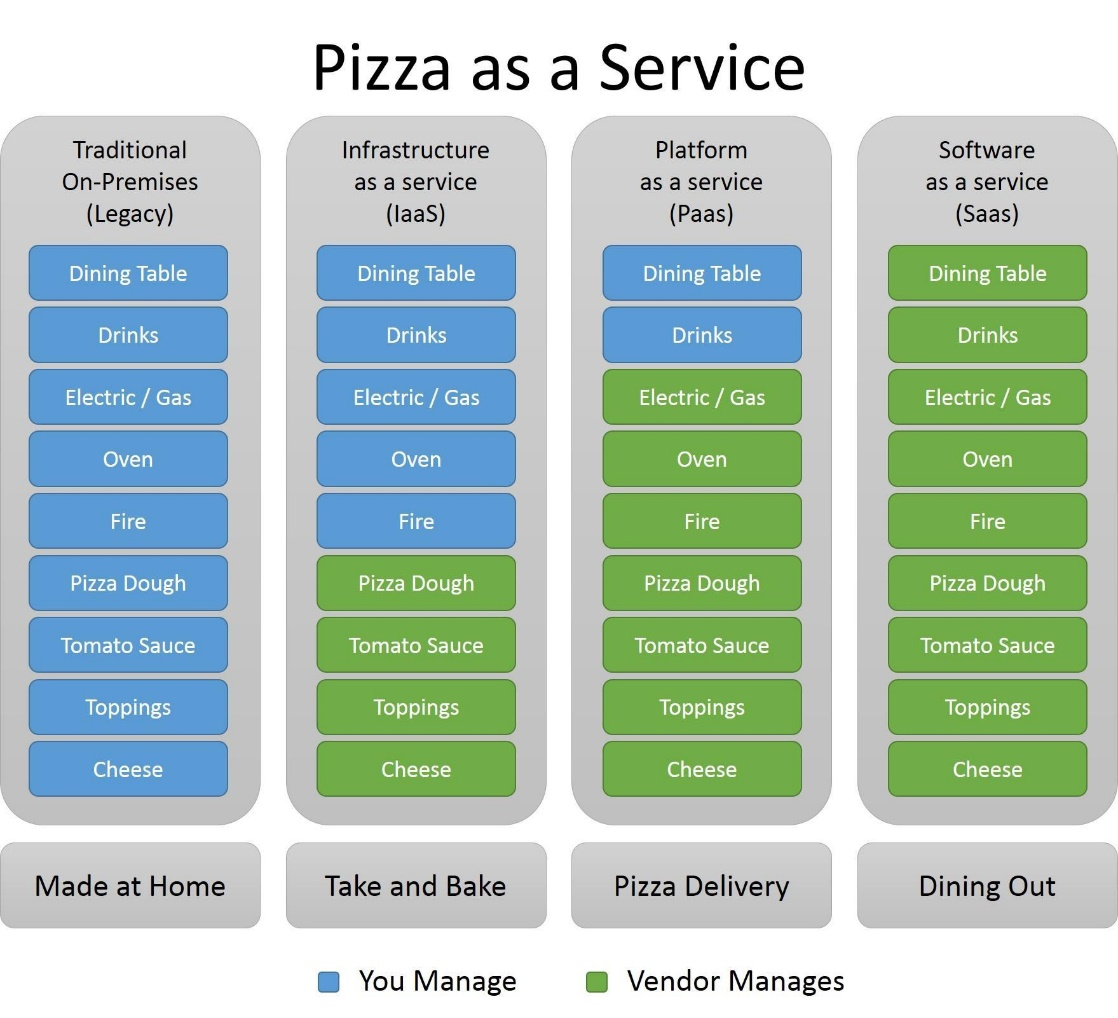 Pizza as a Service
Traditional
On-Premises
(Legacy)
Dining Table
Drinks
Electric / Gas
Oven
Fire
Pizza Dough
Tomato Sauce
Toppings
Cheese
Made at Home
Infrastructure
as a service
(IaaS)
Dining Table
Drinks
Electric / Gas
Oven
Fire
Pizza Dough
Tomato Sauce
Toppings
Cheese
Take and Bake
Platform
as a service
(Paas)
Dining Table
Drinks
Electric / Gas
Oven
Fire
Pizza Dough
Tomato Sauce
Toppings
Cheese
Pizza Delivery
Software
as a service
(Saas)
Dining Table
Drinks
Electric / Gas
Oven
Fire
Pizza Dough
Tomato Sauce
Toppings
Cheese
Dining Out
You Manage
Vendor Manages